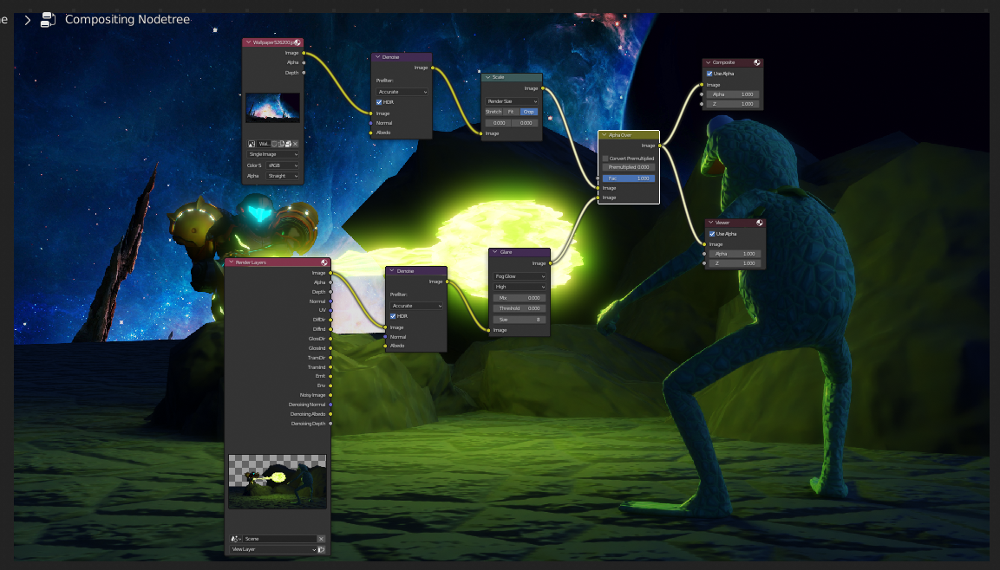 e > Compositing Nodetree
Wallpaper526200.jpg
Image
Alpha
Depth
Wal..
Single Image
Color S sRGB
Alpha Straight
Denoise
Image
Prefilter:
Accurate
HDR
Image
Normal
Albedo
Scale
Image
Render Size
Stretch Fit Crop
0.000 0.000
Image
Alpha Over
Image
Convert Premultiplied
Premultiplied 0.000
Fac 1.000
Image
Image
Composite
Use Alpha
Image
Alpha 1.000
Z 1.000
Viewer
Use Alpha
Image
Alpha 1.000
Z 1.000
Render Layers
Image
Alpha
Depth
Normal
UV
DiffDir
DiffInd
GlossDir
GlossInd
TransDir
TransInd
Emit
Env
Noisy Image
Denoising Normal
Denoising Albedo
Denoising Depth
Scene
View Layer
Denoise
Image
Prefilter:
Accurate
HDR
Image
Normal
Albedo
Glare
Image
Fog Glow
High
Mix 0.000
Threshold 0.000
Size 8
Image